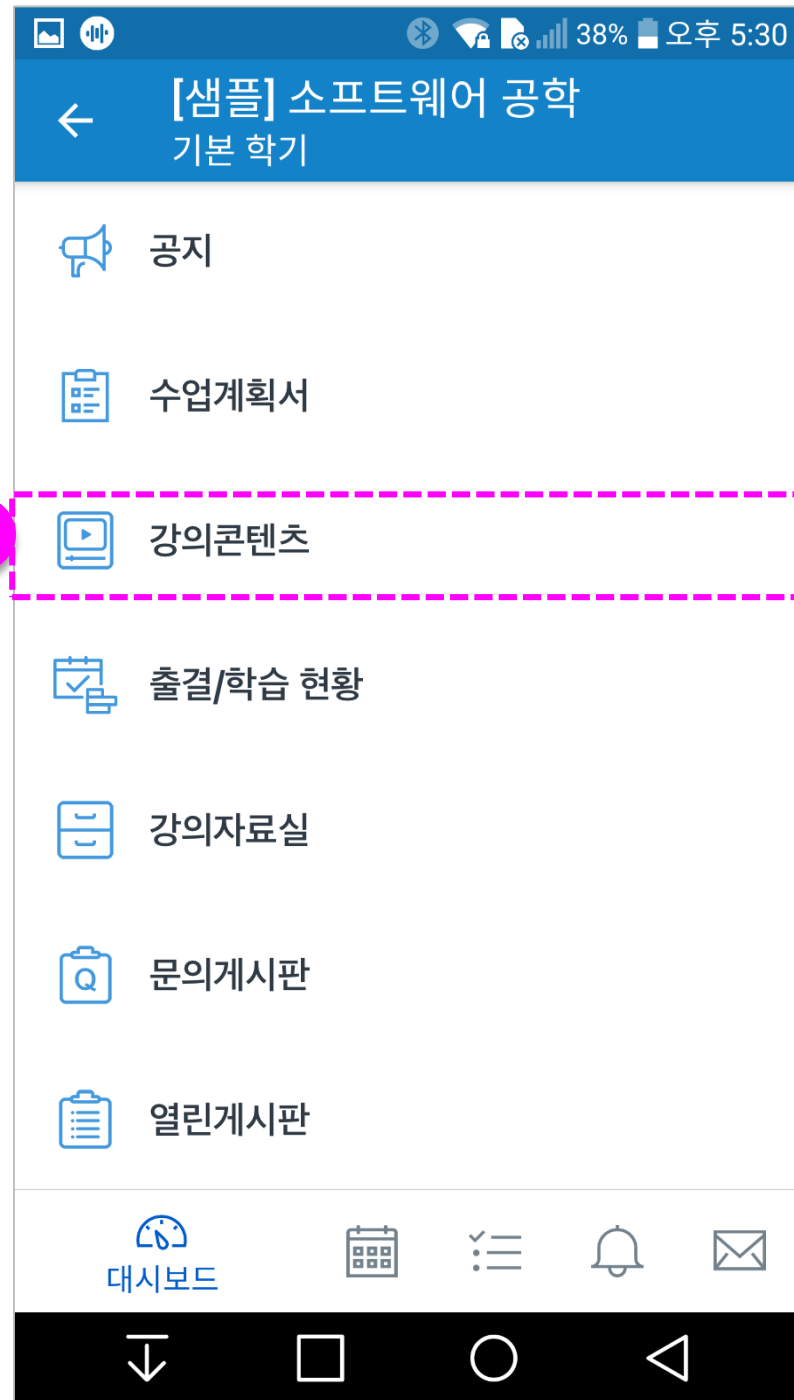 38% 오후 5:30
[샘플] 소프트웨어 공학
기본 학기
공지
수업계획서
강의콘텐츠
출결/학습 현황
강의자료실
Q
문의게시판
열린게시판
대시보드